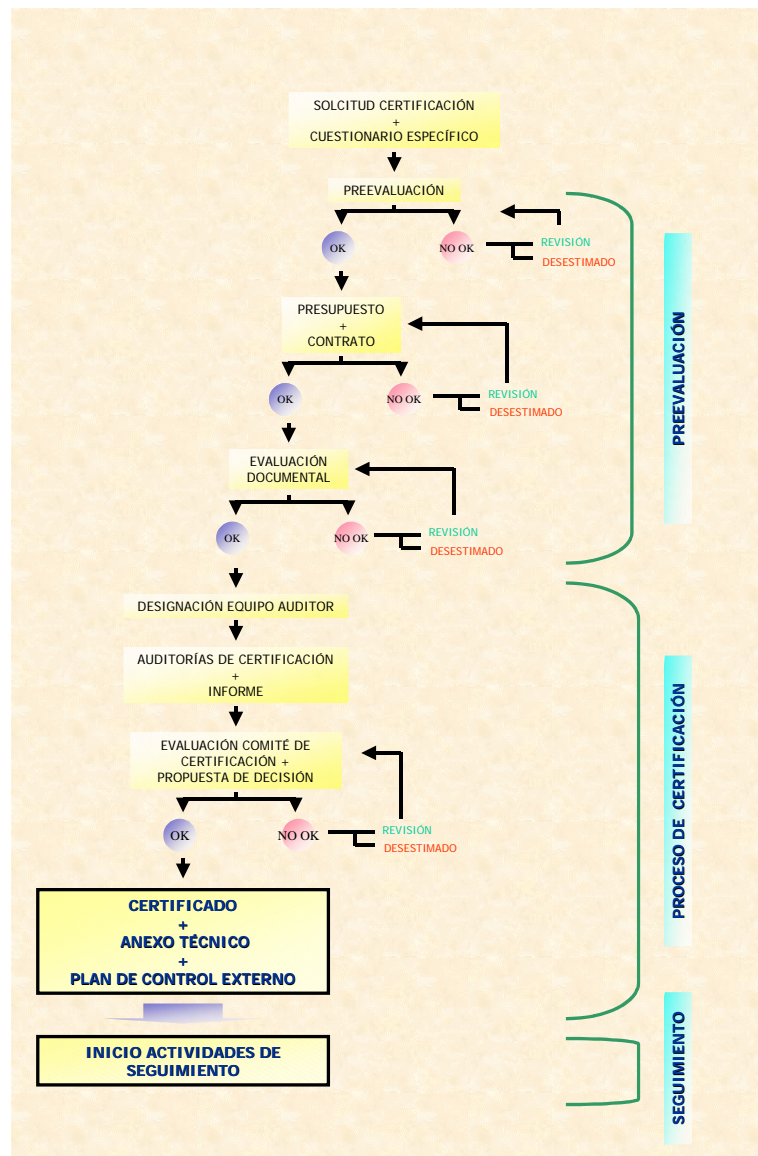 SOLCITUD CERTIFICACIÓN
+
CUESTIONARIO ESPECÍFICO
PREEVALUACIÓN
OK
NO OK
REVISIÓN
DESESTIMADO
PRESUPUESTO
+
CONTRATO
OK
NO OK
REVISIÓN
DESESTIMADO
EVALUACIÓN
DOCUMENTAL
OK
NO OK
REVISIÓN
DESESTIMADO
PREEVALUACIÓN
DESIGNACIÓN EQUIPO AUDITOR
AUDITORÍAS DE CERTIFICACIÓN
+
INFORME
EVALUACIÓN COMITÉ DE
CERTIFICACIÓN +
PROPUESTA DE DECISIÓN
OK
NO OK
REVISIÓN
DESESTIMADO
CERTIFICADO
+
ANEXO TÉCNICO
+
PLAN DE CONTROL EXTERNO
PROCESO DE CERTIFICACIÓN
INICIO ACTIVIDADES DE
SEGUIMIENTO
SEGUIMIENTO